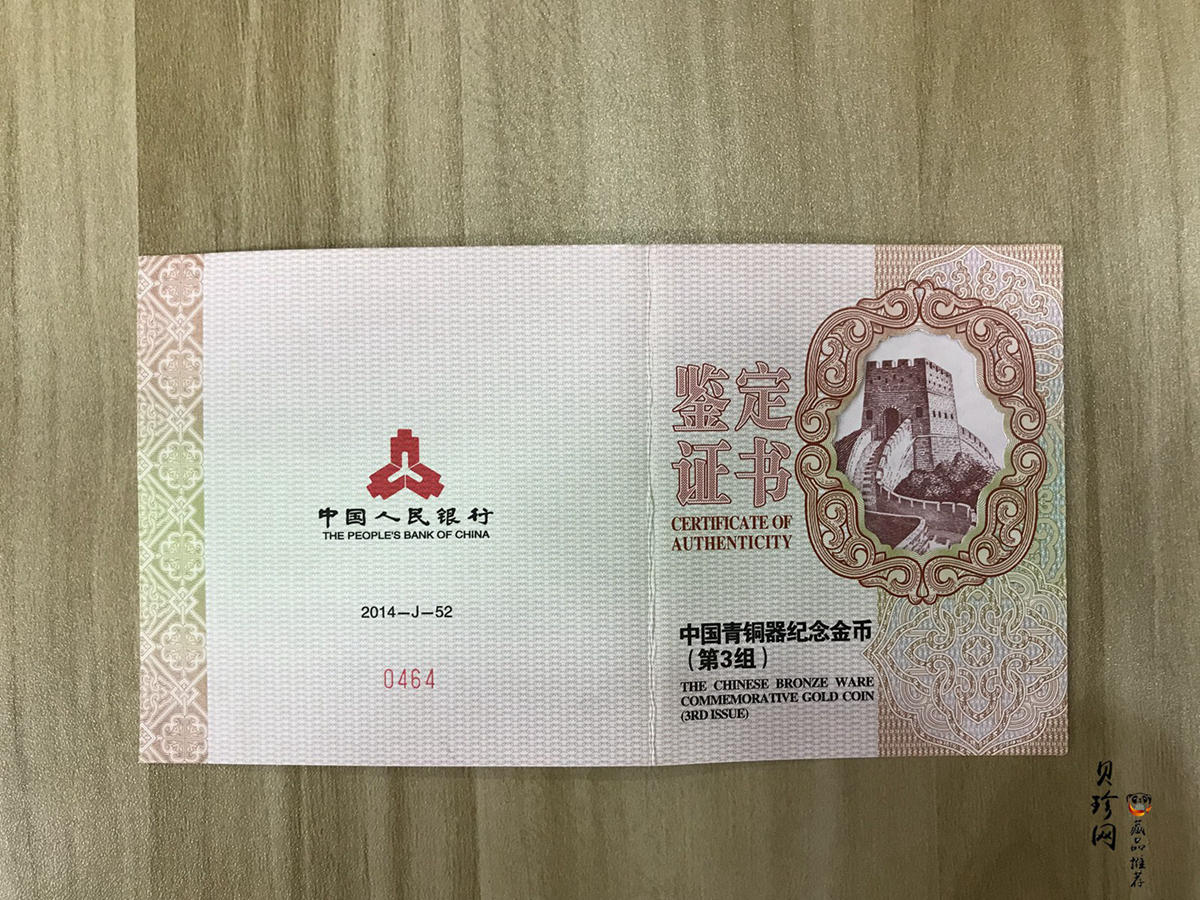 中国人民银行
THE PEOPLE'S BANK OF CHINA
2014—J—52
0464
鉴定
证书
CERTIFICATE OF
AUTHENTICITY
中国青铜器纪念金币
（第3组）
THE CHINESE BRONZE WARE
COMMEMORATIVE GOLD COIN
(3RD ISSUE)
贝珍网
藏品推荐